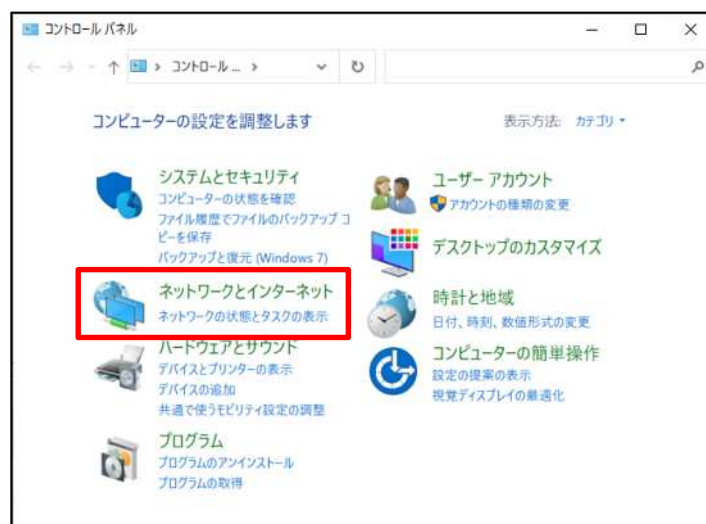 コントロール パネル
コントロール ...
コンピューターの設定を調整します
表示方法: カテゴリ
システムとセキュリティ
コンピューターの状態を確認
ファイル履歴でファイルのバックアップ コ
ピーを保存
バックアップと復元 (Windows 7)
ネットワークとインターネット
ネットワークの状態とタスクの表示
ハードウェアとサウンド
デバイスとプリンターの表示
デバイスの追加
共通で使うモビリティ設定の調整
プログラム
プログラムのアンインストール
プログラムの取得
ユーザー アカウント
アカウントの種類の変更
デスクトップのカスタマイズ
時計と地域
日付、時刻、数値形式の変更
コンピューターの簡単操作
設定の提案の表示
視覚ディスプレイの最適化